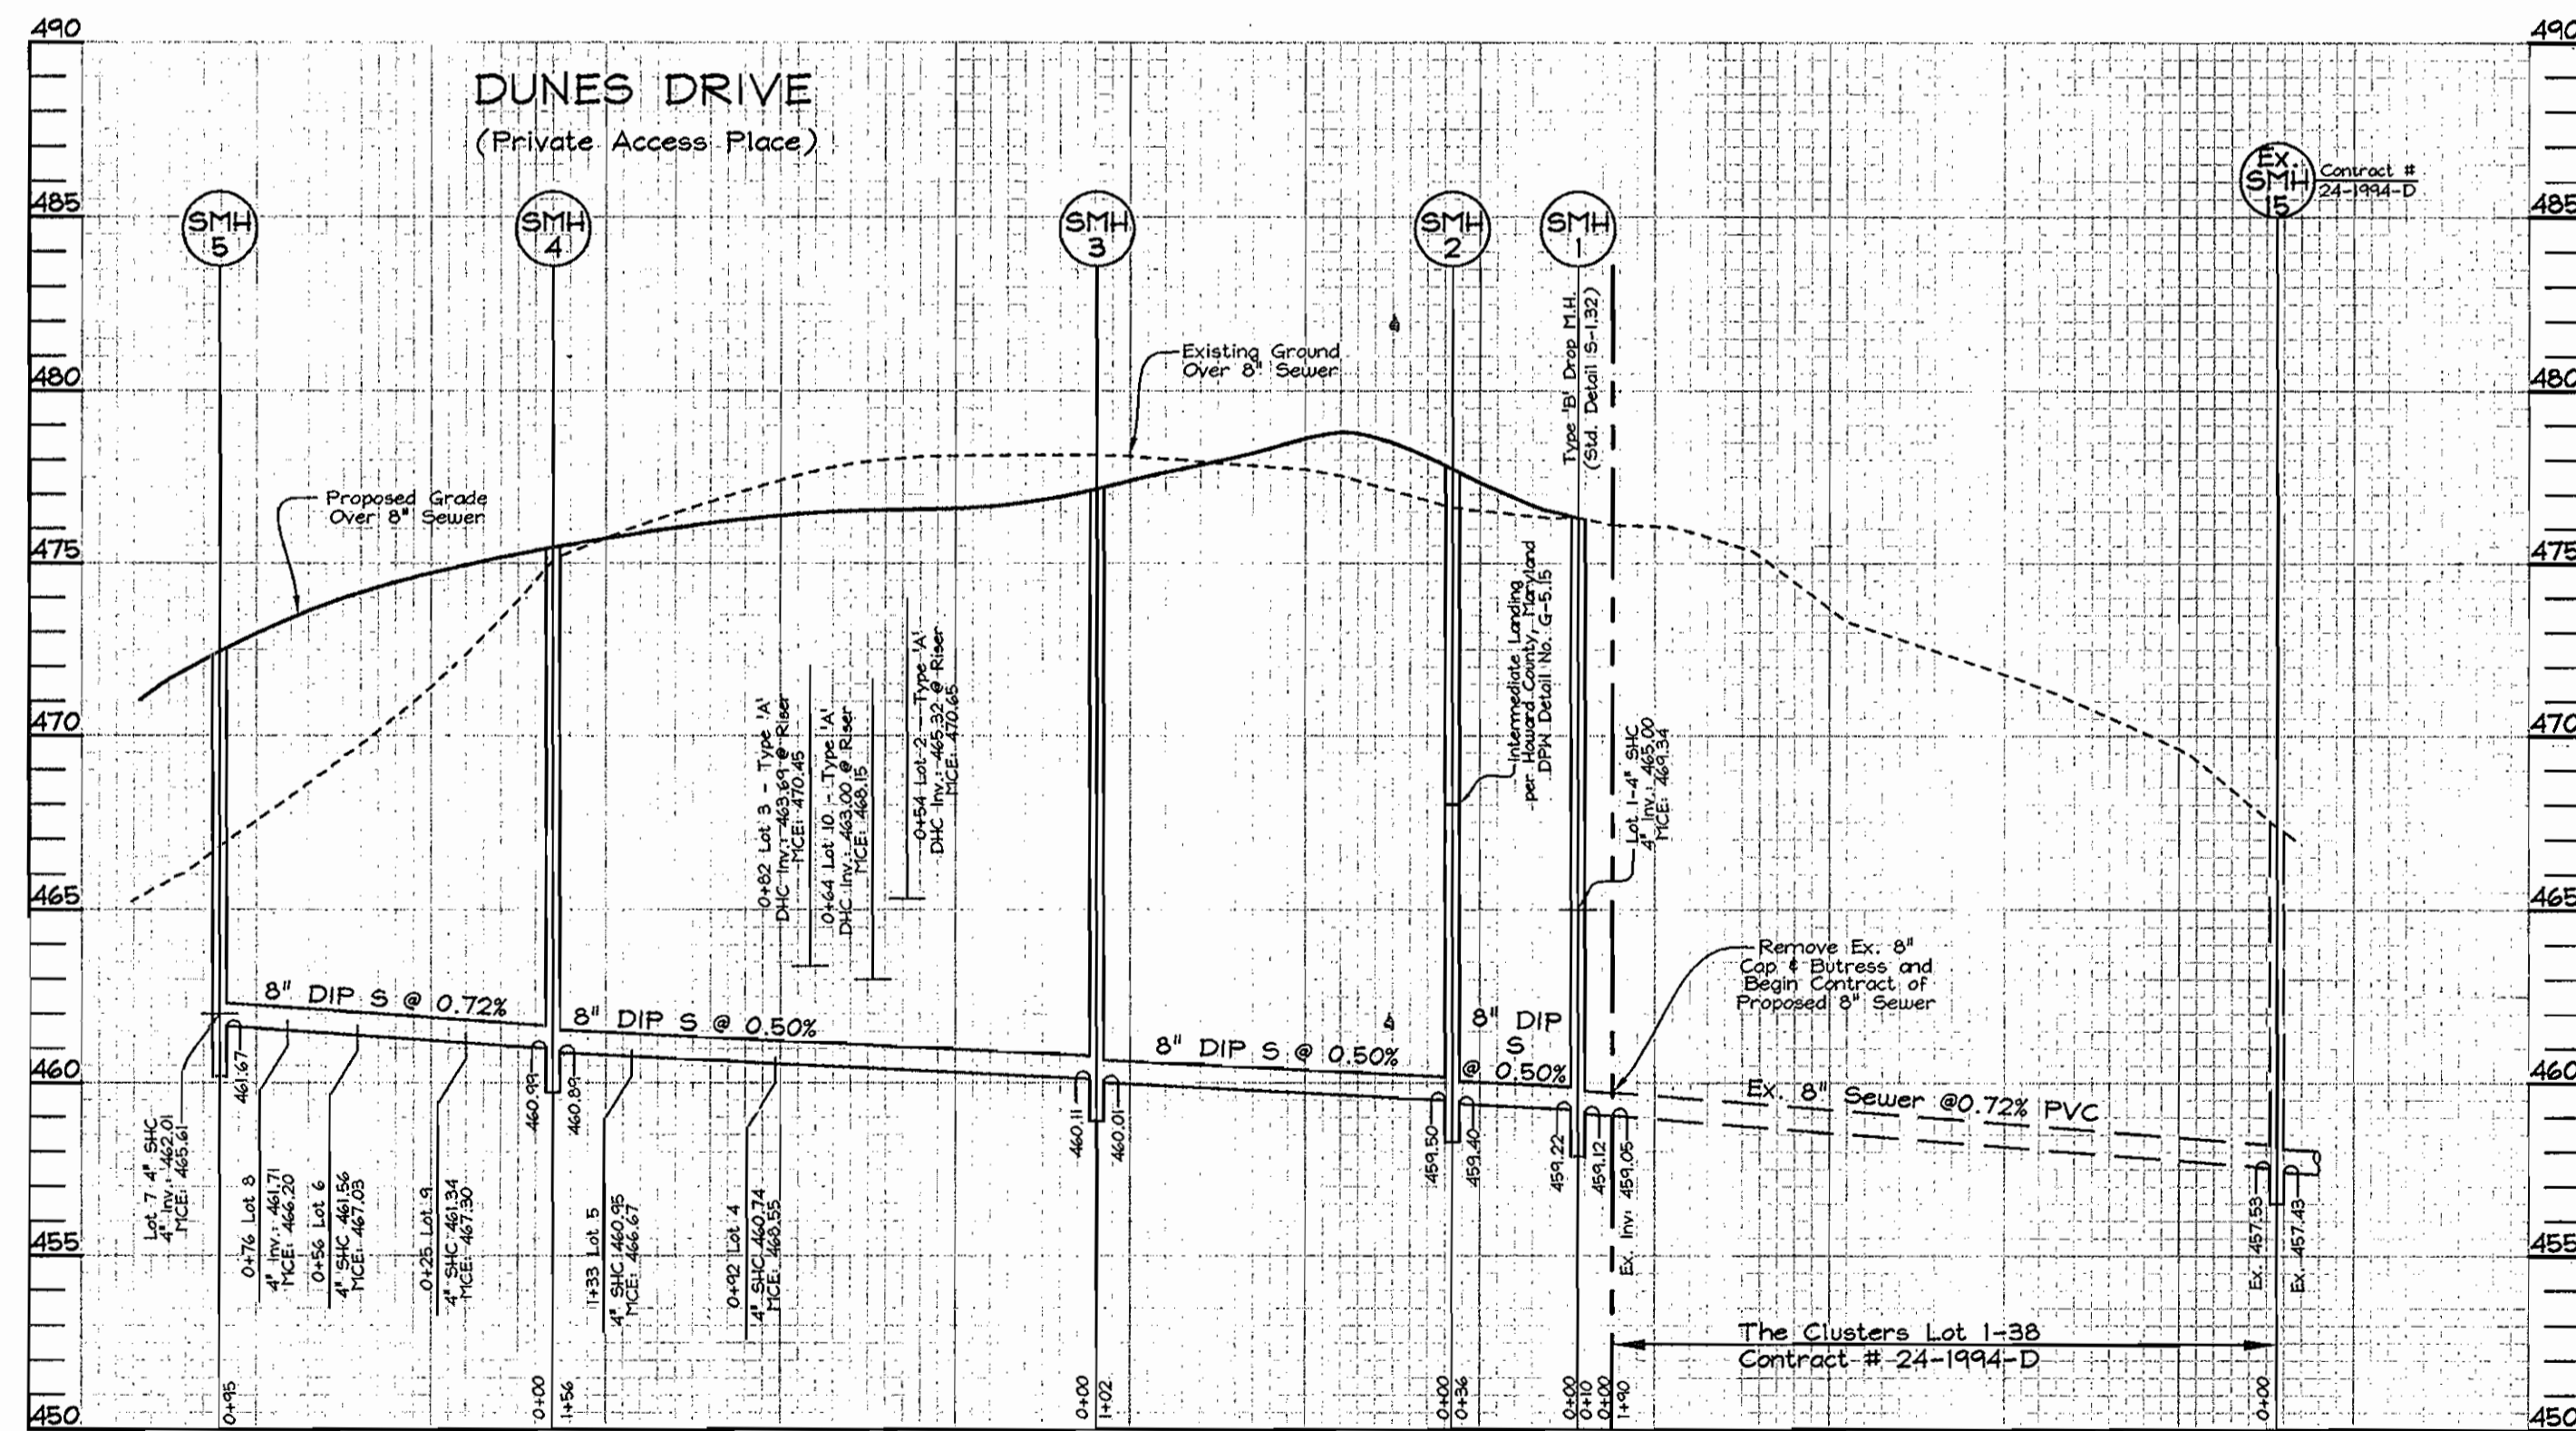 490
490
DUNES DRIVE
(Private Access Place)
Ex.
SMH
15
Contract #
24-1994-D
485
485
SMH
5
SMH
4
SMH
3
SMH
2
SMH
1
Type 'B' Drop M.H.
(Std. Detail S-1.32)
Existing Ground
Over 8" Sewer
480
480
Proposed Grade
Over 8" Sewer
475
475
Intermediate Landing
per Howard County, Maryland
DPW Detail No. G-5.15
470
470
0+82 Lot 3 - Type 'A'
DHC Inv.: 463.69 @ Riser
MCE: 470.45
0+64 Lot 10 - Type 'A'
DHC Inv.: 463.00 @ Riser
MCE: 468.15
0+54 Lot 2 - Type 'A'
DHC Inv.: 465.32 @ Riser
MCE: 470.65
Lot 1-4" SHC
4" Inv.: 465.00
MCE: 469.34
465
465
Remove Ex. 8"
Cap & Butress and
Begin Contract of
Proposed 8" Sewer
8" DIP S @ 0.72%
8" DIP S @ 0.50%
8" DIP S @ 0.50%
8" DIP
S
@ 0.50%
Ex. 8" Sewer @0.72% PVC
460
460
461.67
460.99
460.89
460.11
460.01
459.50
459.40
459.22
459.12
Ex. Inv: 459.05
Ex. 457.53
Ex. 457.43
Lot 7 4" SHC
4" Inv.: 462.01
MCE: 465.61
0+76 Lot 8
4" Inv.: 461.71
MCE: 466.20
0+56 Lot 6
4" SHC 461.56
MCE: 467.03
0+25 Lot 9
4" SHC 461.34
MCE: 467.30
1+33 Lot 5
4" SHC 460.95
MCE: 466.67
0+92 Lot 4
4" SHC 460.74
MCE: 468.55
455
455
The Clusters Lot 1-38
Contract # 24-1994-D
0+95
0+00
1+56
0+00
1+02
0+00
0+36
0+00
0+10
0+00
1+90
0+00
450
450